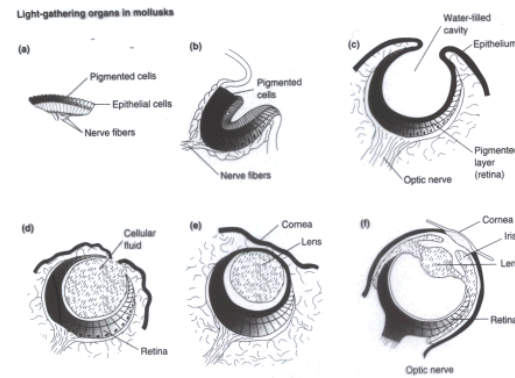 Light-gathering organs in mollusks
(a)
Pigmented cells
Epithelial cells
Nerve fibers
(b)
Pigmented
cells
Nerve fibers
(c)
Water-filled
cavity
Epithelium
Pigmente
layer
(retina)
Optic nerve
(d)
Cellular
fluid
Retina
(e)
Cornea
Lens
(f)
Cornea
Iris
Len
Retina
Optic nerve